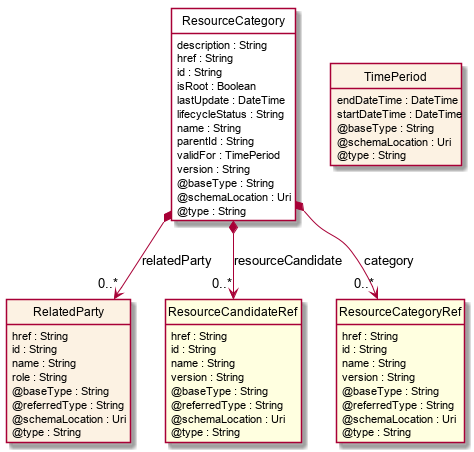 ResourceCategory
description : String
href : String
id : String
isRoot : Boolean
lastUpdate : DateTime
lifecycleStatus : String
name : String
parentId : String
validFor : TimePeriod
version : String
@baseType : String
@schemaLocation : Uri
@type : String
TimePeriod
endDateTime : DateTime
startDateTime : DateTime
@baseType : String
@schemaLocation : Uri
@type : String
relatedParty
resourceCandidate
category
0..*
0..*
0..*
RelatedParty
href : String
id : String
name : String
role : String
@baseType : String
@referredType : String
@schemaLocation : Uri
@type : String
ResourceCandidateRef
href : String
id : String
name : String
version : String
@baseType : String
@referredType : String
@schemaLocation : Uri
@type : String
ResourceCategoryRef
href : String
id : String
name : String
version : String
@baseType : String
@referredType : String
@schemaLocation : Uri
@type : String